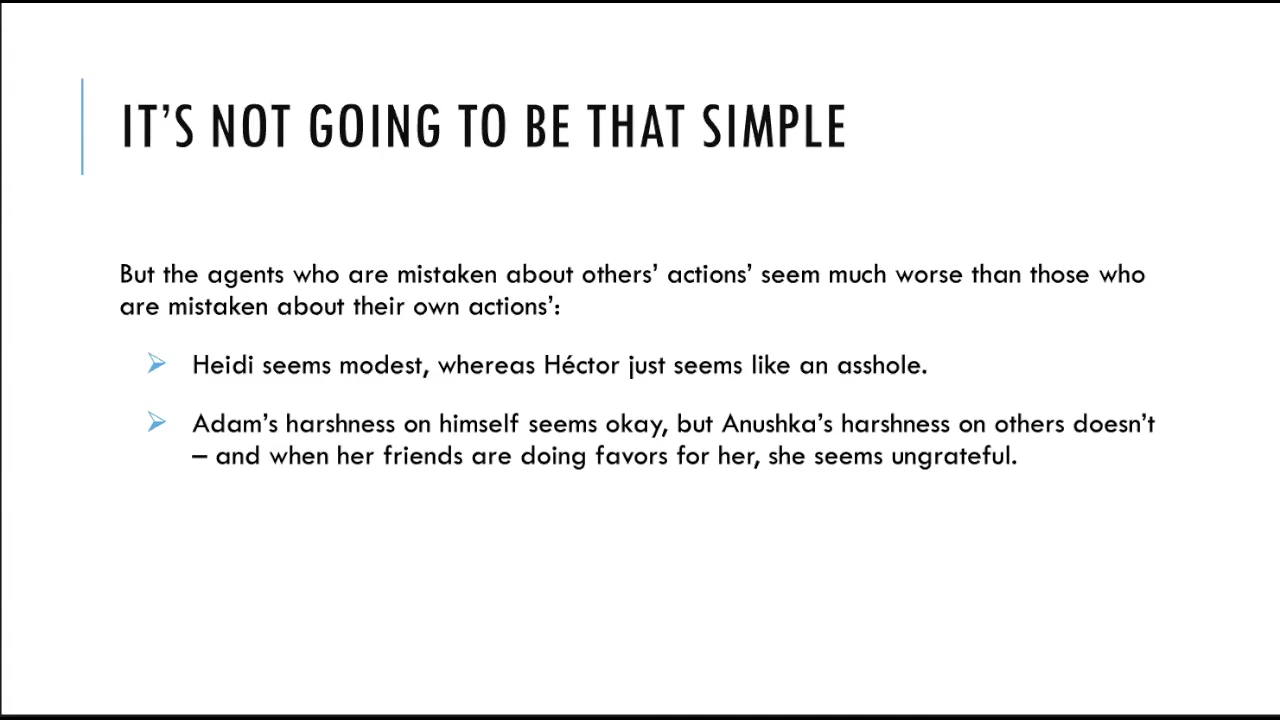 IT’S NOT GOING TO BE THAT SIMPLE
But the agents who are mistaken about others’ actions’ seem much worse than those who
are mistaken about their own actions’:
Heidi seems modest, whereas Héctor just seems like an asshole.
Adam’s harshness on himself seems okay, but Anushka’s harshness on others doesn’t
– and when her friends are doing favors for her, she seems ungrateful.